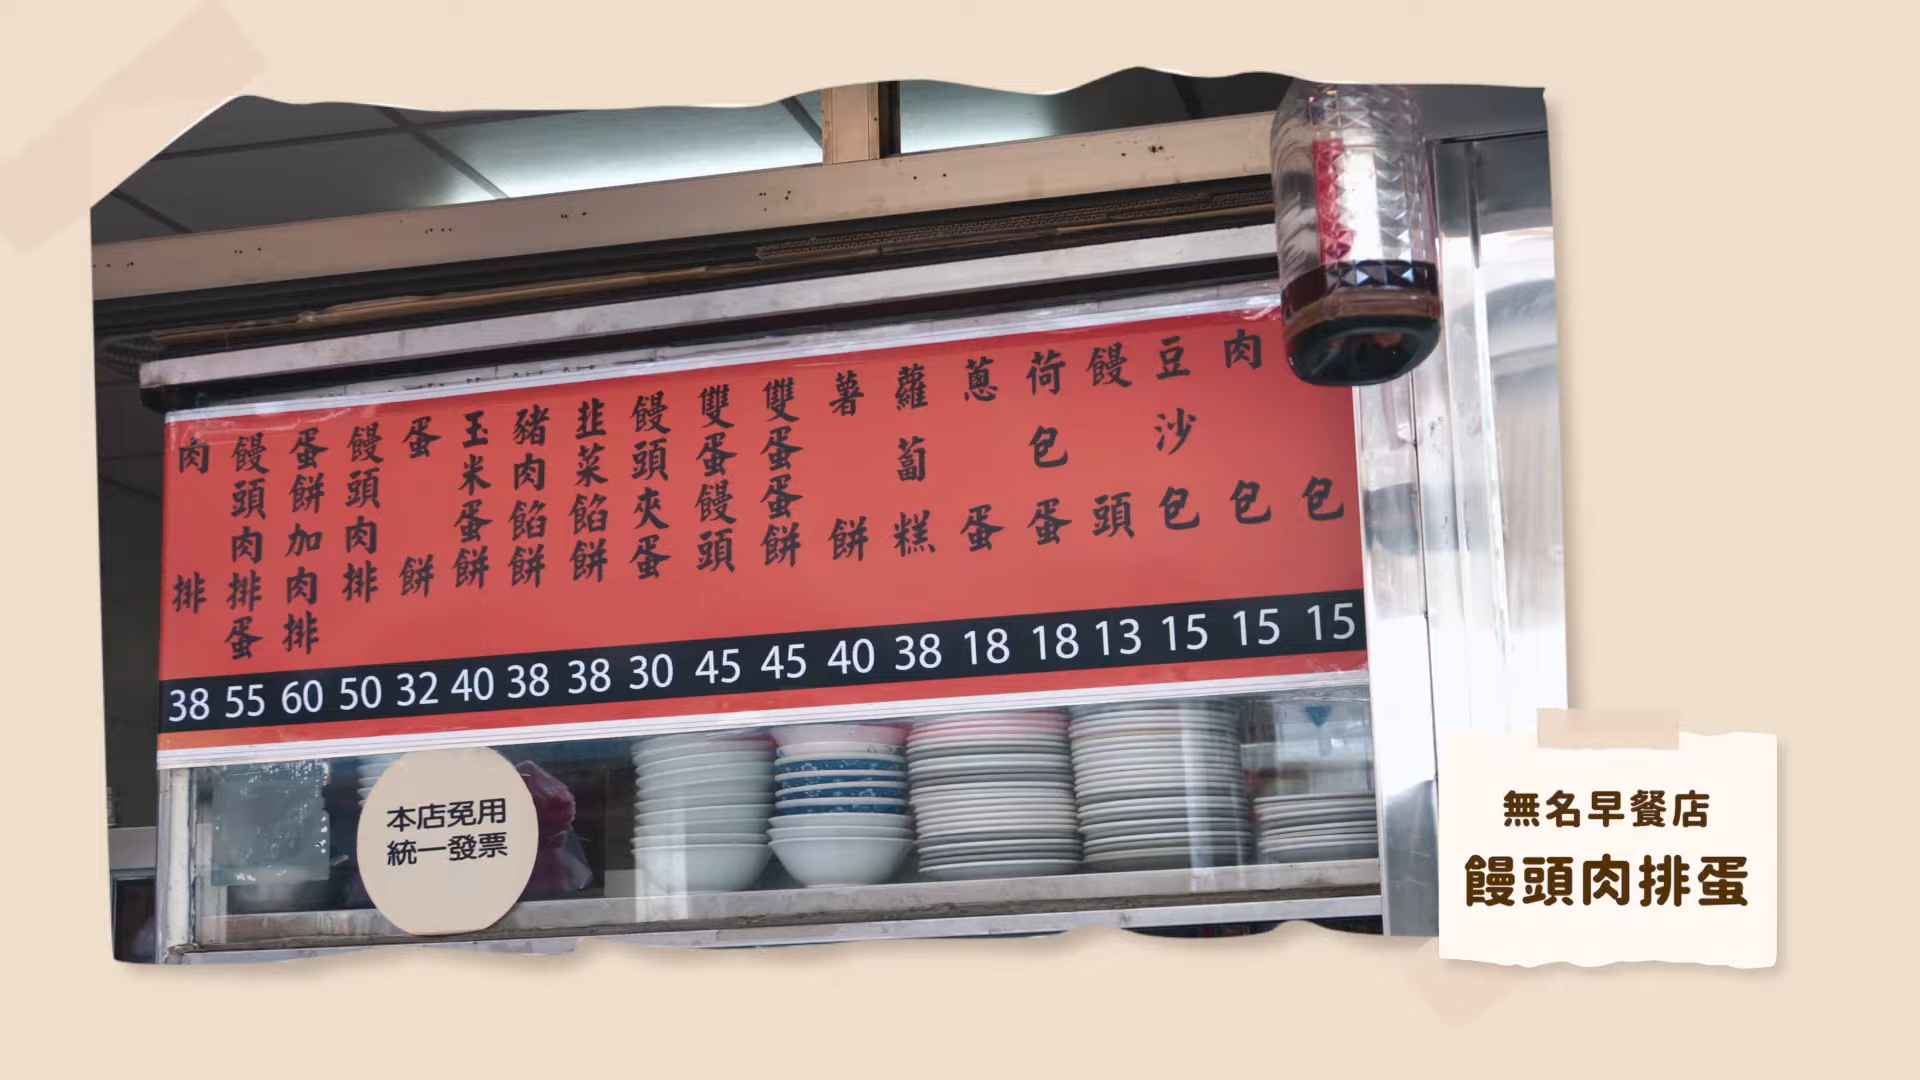 包
肉包
豆沙包
饅頭
荷包蛋
蔥蛋
蘿蔔糕
薯餅
雙蛋蛋餅
雙蛋饅頭
饅頭夾蛋
韭菜餡餅
豬肉餡餅
玉米蛋餅
蛋餅
饅頭肉排
蛋餅加肉排
饅頭肉排蛋
肉排
38 55 60 50 32 40 38 38 30 45 45 40 38 18 18 13 15 15 15
本店免用
統一發票
無名早餐店
饅頭肉排蛋